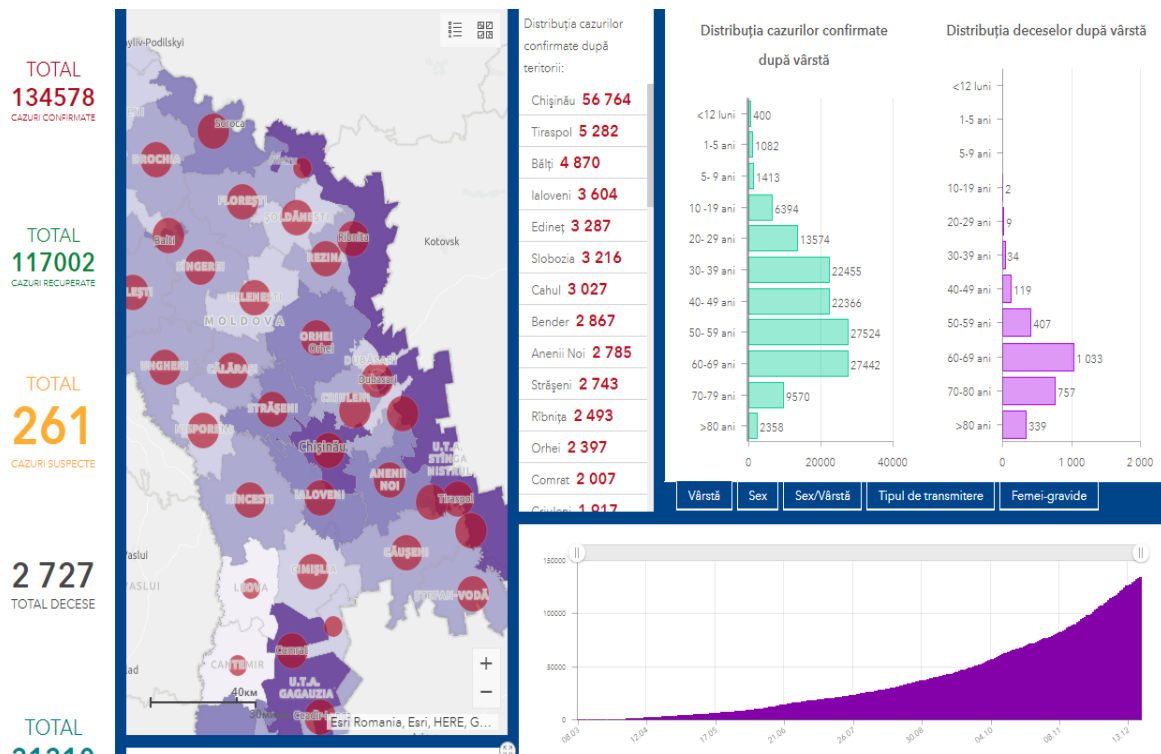 TOTAL
134578
CAZURI CONFIRMATE
TOTAL
117002
CAZURI RECUPERATE
TOTAL
261
CAZURI SUSPECTE
2 727
TOTAL DECESE
TOTAL
Soroca
FLOREȘTI
ȘOLDĂNEȘTI
Kotovsk
Balti
Ribnita
REZINA
SÎNGEREI
TELENEȘTI
MOLDOVA
ORHEI
Orhei
DUBĂSARI
Dubasari
CĂLĂRAȘI
CRIULENI
STRĂȘENI
Chișinău
U.T.A.
STÎNGA
NISTRULUI
ANENII
NOI
IALOVENI
Tiraspol
CĂUȘENI
CIMIȘLIA
ȘTEFAN-VODĂ
LEOVA
Comrat
CANTEMIR
U.T.A.
GAGAUZIA
40км
Esri Romania, Esri, HERE, G...
Distribuția cazurilor
confirmate după
teritorii:
Chișinău 56 764
Tiraspol 5 282
Bălți 4 870
Ialoveni 3 604
Edineț 3 287
Slobozia 3 216
Cahul 3 027
Bender 2 867
Anenii Noi 2 785
Strășeni 2 743
Rîbnița 2 493
Orhei 2 397
Comrat 2 007
Criuleni 1 917
Distribuția cazurilor confirmate
după vârstă
<12 luni 400
1-5 ani 1082
5- 9 ani 1413
10 -19 ani 6394
20- 29 ani 13574
30- 39 ani 22455
40- 49 ani 22366
50- 59 ani 27524
60-69 ani 27442
70-79 ani 9570
>80 ani 2358
0 20000 40000
Distribuția deceselor după vârstă
<12 luni
1-5 ani
5-9 ani
10-19 ani 2
20-29 ani 9
30-39 ani 34
40-49 ani 119
50-59 ani 407
60-69 ani 1 033
70-80 ani 757
>80 ani 339
0 1 000 2 000
Vârstă Sex Sex/Vârstă Tipul de transmitere Femei-gravide
150000
100000
50000
0
08.03 12.04 17.05 21.06 26.07 30.08 04.10 08.11 13.12